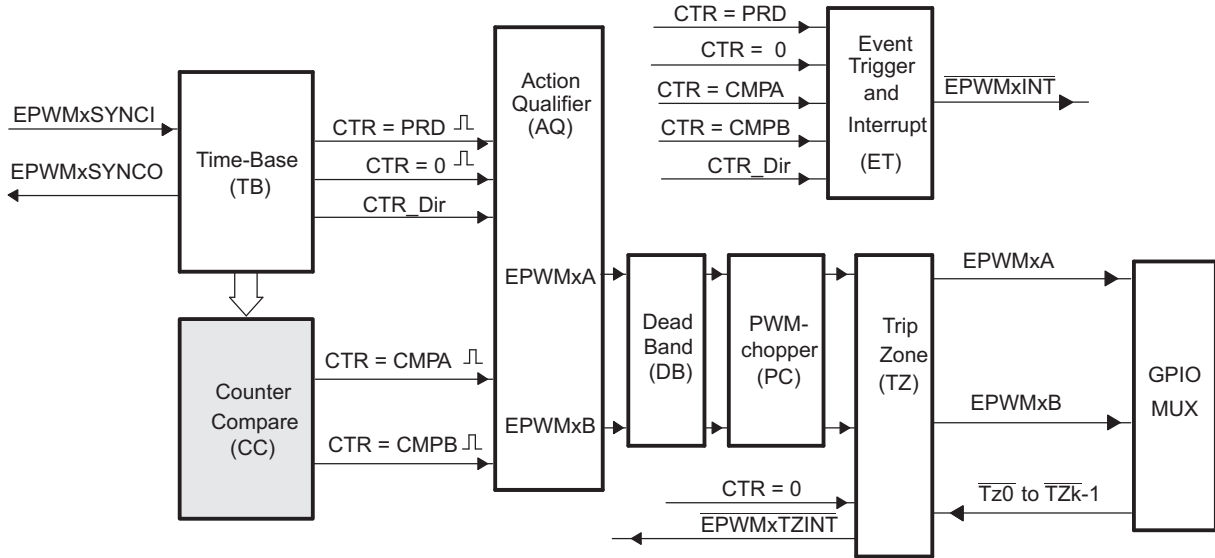 EPWMxSYNCI
EPWMxSYNCO
Time-Base
(TB)
CTR = PRD
CTR = 0
CTR_Dir
Counter
Compare
(CC)
CTR = CMPA
CTR = CMPB
Action
Qualifier
(AQ)
EPWMxA
EPWMxB
CTR = PRD
CTR = 0
CTR = CMPA
CTR = CMPB
CTR_Dir
Event
Trigger
and
Interrupt
(ET)
EPWMxINT
Dead
Band
(DB)
PWM-
chopper
(PC)
Trip
Zone
(TZ)
CTR = 0
EPWMxTZINT
EPWMxA
EPWMxB
Tz0 to TZk-1
GPIO
MUX